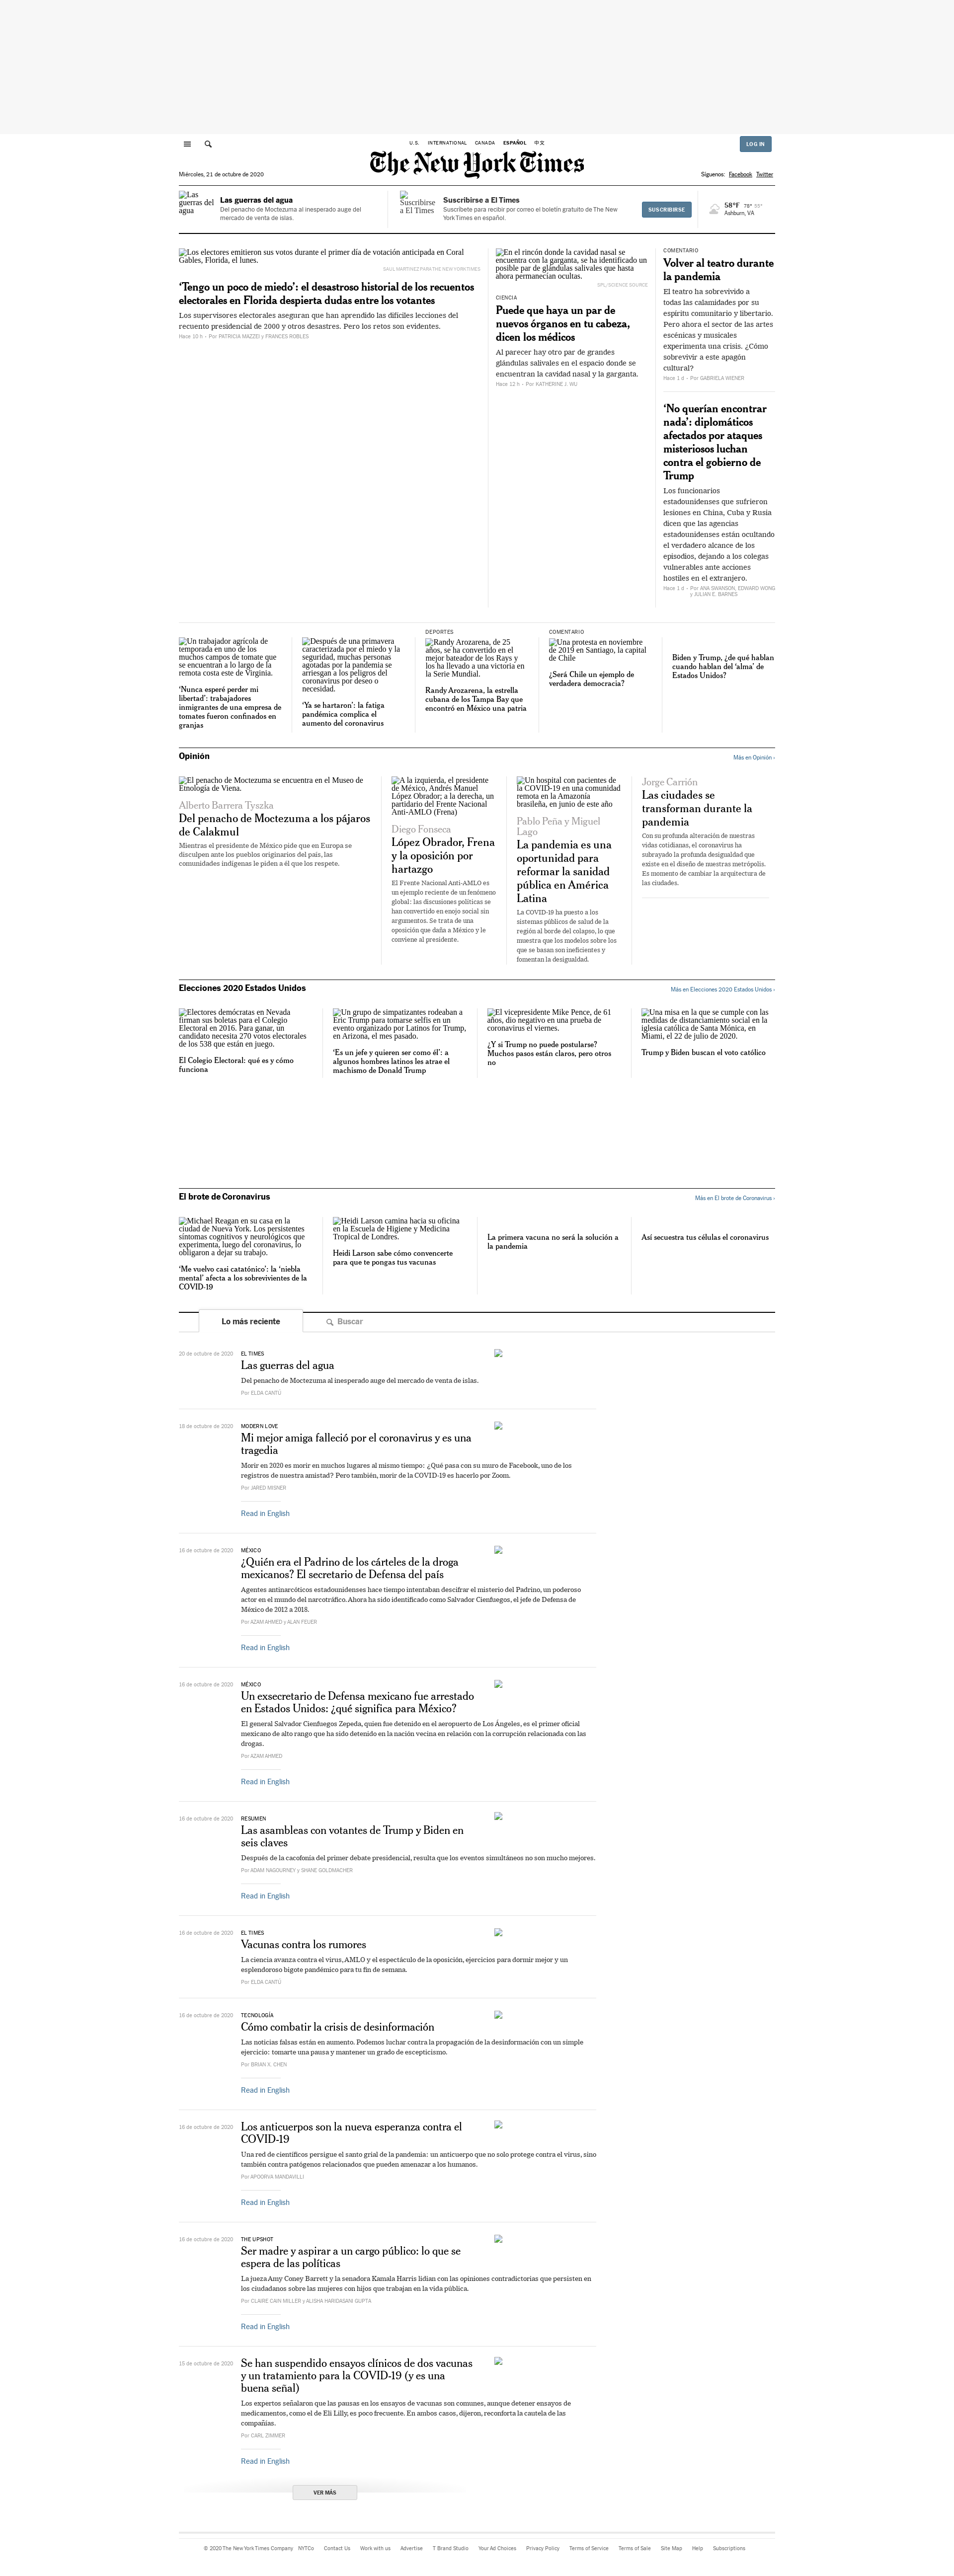 U.S. INTERNATIONAL CANADA ESPAÑOL 中文
LOG IN
The New York Times
Miércoles, 21 de octubre de 2020
Síguenos: Facebook Twitter
Las guerras del agua
Las guerras del agua
Del penacho de Moctezuma al inesperado auge del
mercado de venta de islas.
Suscribirse a El Times
Suscribirse a El Times
Suscríbete para recibir por correo el boletín gratuito de The New
York Times en español.
SUSCRIBIRSE
58°F 78° 55°
Ashburn, VA
Los electores emitieron sus votos durante el primer día de votación anticipada en Coral
Gables, Florida, el lunes.
SAUL MARTINEZ PARA THE NEW YORK TIMES
‘Tengo un poco de miedo’: el desastroso historial de los recuentos
electorales en Florida despierta dudas entre los votantes
Los supervisores electorales aseguran que han aprendido las difíciles lecciones del
recuento presidencial de 2000 y otros desastres. Pero los retos son evidentes.
Hace 10 h • Por PATRICIA MAZZEI y FRANCES ROBLES
En el rincón donde la cavidad nasal se
encuentra con la garganta, se ha identificado un
posible par de glándulas salivales que hasta
ahora permanecían ocultas.
SPL/SCIENCE SOURCE
CIENCIA
Puede que haya un par de
nuevos órganos en tu cabeza,
dicen los médicos
Al parecer hay otro par de grandes
glándulas salivales en el espacio donde se
encuentran la cavidad nasal y la garganta.
Hace 12 h • Por KATHERINE J. WU
COMENTARIO
Volver al teatro durante
la pandemia
El teatro ha sobrevivido a
todas las calamidades por su
espíritu comunitario y libertario.
Pero ahora el sector de las artes
escénicas y musicales
experimenta una crisis. ¿Cómo
sobrevivir a este apagón
cultural?
Hace 1 d • Por GABRIELA WIENER
‘No querían encontrar
nada’: diplomáticos
afectados por ataques
misteriosos luchan
contra el gobierno de
Trump
Los funcionarios
estadounidenses que sufrieron
lesiones en China, Cuba y Rusia
dicen que las agencias
estadounidenses están ocultando
el verdadero alcance de los
episodios, dejando a los colegas
vulnerables ante acciones
hostiles en el extranjero.
Hace 1 d • Por ANA SWANSON, EDWARD WONG
y JULIAN E. BARNES
Un trabajador agrícola de
temporada en uno de los
muchos campos de tomate que
se encuentran a lo largo de la
remota costa este de Virginia.
‘Nunca esperé perder mi
libertad’: trabajadores
inmigrantes de una empresa de
tomates fueron confinados en
granjas
Después de una primavera
caracterizada por el miedo y la
seguridad, muchas personas
agotadas por la pandemia se
arriesgan a los peligros del
coronavirus por deseo o
necesidad.
‘Ya se hartaron’: la fatiga
pandémica complica el
aumento del coronavirus
DEPORTES
Randy Arozarena, de 25
años, se ha convertido en el
mejor bateador de los Rays y
los ha llevado a una victoria en
la Serie Mundial.
Randy Arozarena, la estrella
cubana de los Tampa Bay que
encontró en México una patria
COMENTARIO
Una protesta en noviembre
de 2019 en Santiago, la capital
de Chile
¿Será Chile un ejemplo de
verdadera democracia?
Biden y Trump, ¿de qué hablan
cuando hablan del ‘alma’ de
Estados Unidos?
Opinión
Más en Opinión ›
El penacho de Moctezuma se encuentra en el Museo de
Etnología de Viena.
Alberto Barrera Tyszka
Del penacho de Moctezuma a los pájaros
de Calakmul
Mientras el presidente de México pide que en Europa se
disculpen ante los pueblos originarios del país, las
comunidades indígenas le piden a él que los respete.
A la izquierda, el presidente
de México, Andrés Manuel
López Obrador; a la derecha, un
partidario del Frente Nacional
Anti-AMLO (Frena)
Diego Fonseca
López Obrador, Frena
y la oposición por
hartazgo
El Frente Nacional Anti-AMLO es
un ejemplo reciente de un fenómeno
global: las discusiones políticas se
han convertido en enojo social sin
argumentos. Se trata de una
oposición que daña a México y le
conviene al presidente.
Un hospital con pacientes de
la COVID-19 en una comunidad
remota en la Amazonía
brasileña, en junio de este año
Pablo Peña y Miguel
Lago
La pandemia es una
oportunidad para
reformar la sanidad
pública en América
Latina
La COVID-19 ha puesto a los
sistemas públicos de salud de la
región al borde del colapso, lo que
muestra que los modelos sobre los
que se basan son ineficientes y
fomentan la desigualdad.
Jorge Carrión
Las ciudades se
transforman durante la
pandemia
Con su profunda alteración de nuestras
vidas cotidianas, el coronavirus ha
subrayado la profunda desigualdad que
existe en el diseño de nuestras metrópolis.
Es momento de cambiar la arquitectura de
las ciudades.
Elecciones 2020 Estados Unidos
Más en Elecciones 2020 Estados Unidos ›
Electores demócratas en Nevada
firman sus boletas para el Colegio
Electoral en 2016. Para ganar, un
candidato necesita 270 votos electorales
de los 538 que están en juego.
El Colegio Electoral: qué es y cómo
funciona
Un grupo de simpatizantes rodeaban a
Eric Trump para tomarse selfis en un
evento organizado por Latinos for Trump,
en Arizona, el mes pasado.
‘Es un jefe y quieren ser como él’: a
algunos hombres latinos les atrae el
machismo de Donald Trump
El vicepresidente Mike Pence, de 61
años, dio negativo en una prueba de
coronavirus el viernes.
¿Y si Trump no puede postularse?
Muchos pasos están claros, pero otros
no
Una misa en la que se cumple con las
medidas de distanciamiento social en la
iglesia católica de Santa Mónica, en
Miami, el 22 de julio de 2020.
Trump y Biden buscan el voto católico
El brote de Coronavirus
Más en El brote de Coronavirus ›
Michael Reagan en su casa en la
ciudad de Nueva York. Los persistentes
síntomas cognitivos y neurológicos que
experimenta, luego del coronavirus, lo
obligaron a dejar su trabajo.
‘Me vuelvo casi catatónico’: la ‘niebla
mental’ afecta a los sobrevivientes de la
COVID-19
Heidi Larson camina hacia su oficina
en la Escuela de Higiene y Medicina
Tropical de Londres.
Heidi Larson sabe cómo convencerte
para que te pongas tus vacunas
La primera vacuna no será la solución a
la pandemia
Así secuestra tus células el coronavirus
Lo más reciente
Buscar
20 de octubre de 2020
EL TIMES
Las guerras del agua
Del penacho de Moctezuma al inesperado auge del mercado de venta de islas.
Por ELDA CANTÚ
18 de octubre de 2020
MODERN LOVE
Mi mejor amiga falleció por el coronavirus y es una
tragedia
Morir en 2020 es morir en muchos lugares al mismo tiempo: ¿Qué pasa con su muro de Facebook, uno de los
registros de nuestra amistad? Pero también, morir de la COVID-19 es hacerlo por Zoom.
Por JARED MISNER
Read in English
16 de octubre de 2020
MÉXICO
¿Quién era el Padrino de los cárteles de la droga
mexicanos? El secretario de Defensa del país
Agentes antinarcóticos estadounidenses hace tiempo intentaban descifrar el misterio del Padrino, un poderoso
actor en el mundo del narcotráfico. Ahora ha sido identificado como Salvador Cienfuegos, el jefe de Defensa de
México de 2012 a 2018.
Por AZAM AHMED y ALAN FEUER
Read in English
16 de octubre de 2020
MÉXICO
Un exsecretario de Defensa mexicano fue arrestado
en Estados Unidos: ¿qué significa para México?
El general Salvador Cienfuegos Zepeda, quien fue detenido en el aeropuerto de Los Ángeles, es el primer oficial
mexicano de alto rango que ha sido detenido en la nación vecina en relación con la corrupción relacionada con las
drogas.
Por AZAM AHMED
Read in English
16 de octubre de 2020
RESUMEN
Las asambleas con votantes de Trump y Biden en
seis claves
Después de la cacofonía del primer debate presidencial, resulta que los eventos simultáneos no son mucho mejores.
Por ADAM NAGOURNEY y SHANE GOLDMACHER
Read in English
16 de octubre de 2020
EL TIMES
Vacunas contra los rumores
La ciencia avanza contra el virus, AMLO y el espectáculo de la oposición, ejercicios para dormir mejor y un
esplendoroso bigote pandémico para tu fin de semana.
Por ELDA CANTÚ
16 de octubre de 2020
TECNOLOGÍA
Cómo combatir la crisis de desinformación
Las noticias falsas están en aumento. Podemos luchar contra la propagación de la desinformación con un simple
ejercicio: tomarte una pausa y mantener un grado de escepticismo.
Por BRIAN X. CHEN
Read in English
16 de octubre de 2020
Los anticuerpos son la nueva esperanza contra el
COVID-19
Una red de científicos persigue el santo grial de la pandemia: un anticuerpo que no solo protege contra el virus, sino
también contra patógenos relacionados que pueden amenazar a los humanos.
Por APOORVA MANDAVILLI
Read in English
16 de octubre de 2020
THE UPSHOT
Ser madre y aspirar a un cargo público: lo que se
espera de las políticas
La jueza Amy Coney Barrett y la senadora Kamala Harris lidian con las opiniones contradictorias que persisten en
los ciudadanos sobre las mujeres con hijos que trabajan en la vida pública.
Por CLAIRE CAIN MILLER y ALISHA HARIDASANI GUPTA
Read in English
15 de octubre de 2020
Se han suspendido ensayos clínicos de dos vacunas
y un tratamiento para la COVID-19 (y es una
buena señal)
Los expertos señalaron que las pausas en los ensayos de vacunas son comunes, aunque detener ensayos de
medicamentos, como el de Eli Lilly, es poco frecuente. En ambos casos, dijeron, reconforta la cautela de las
compañías.
Por CARL ZIMMER
Read in English
VER MÁS
© 2020 The New York Times Company NYTCo Contact Us Work with us Advertise T Brand Studio Your Ad Choices Privacy Policy Terms of Service Terms of Sale Site Map Help Subscriptions